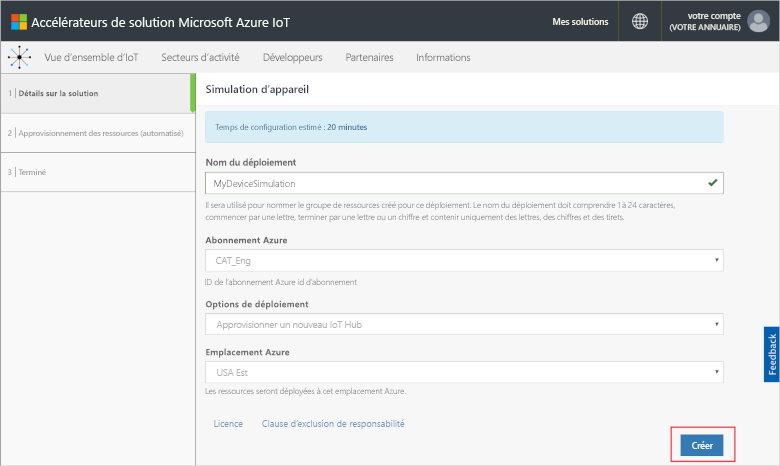 Accélérateurs de solution Microsoft Azure IoT
Mes solutions
votre compte
(VOTRE ANNUAIRE)
Vue d'ensemble d'IoT
Secteurs d'activité
Développeurs
Partenaires
Informations
1 | Détails sur la solution
2 | Approvisionnement des ressources (automatisé)
3 | Terminé
Simulation d'appareil
Temps de configuration estimé : 20 minutes
Nom du déploiement
MyDeviceSimulation
Il sera utilisé pour nommer le groupe de ressources créé pour ce déploiement. Le nom du déploiement doit comprendre 1 à 24 caractères,
commencer par une lettre, terminer par une lettre ou un chiffre et contenir uniquement des lettres, des chiffres et des tirets.
Abonnement Azure
CAT_Eng
ID de l'abonnement Azure id d'abonnement
Options de déploiement
Approvisionner un nouveau IoT Hub
Emplacement Azure
USA Est
Les ressources seront déployées à cet emplacement Azure.
Licence
Clause d'exclusion de responsabilité
Créer
Feedback